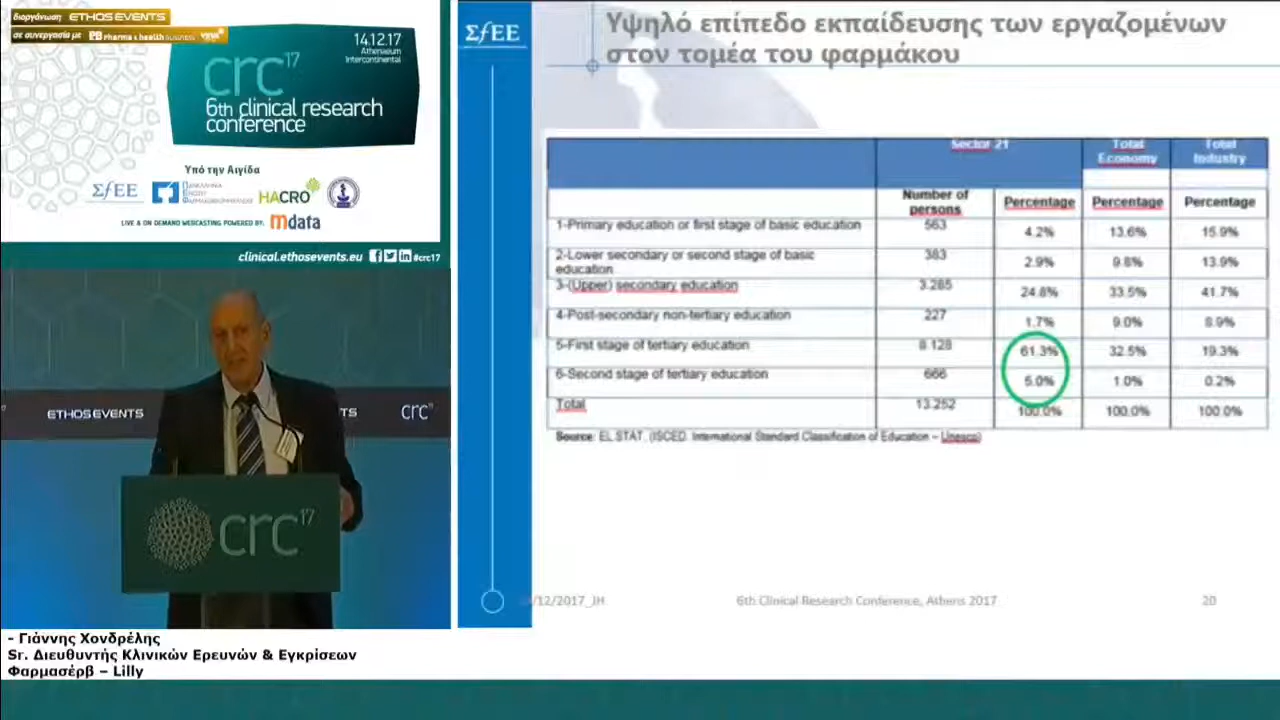 διοργάνωση ETHOSEVENTS
σε συνεργασία με PB Pharma & health business
14.12.17
Athenaeum
Intercontinental
crc17
6th clinical research
conference
Υπό την Αιγίδα
ΣfΕΕ
HACRO
LIVE & ON DEMAND WEBCASTING POWERED BY: mdata
clinical.ethosevents.eu #crc17
ETHOSEVENTS
crc17
crc17
- Γιάννης Χονδρέλης
Sr. Διευθυντής Κλινικών Ερευνών & Εγκρίσεων
Φαρμασέρβ – Lilly
ΣfΕΕ
Υψηλό επίπεδο εκπαίδευσης των εργαζομένων
στον τομέα του φαρμάκου
Sector 21 Total Economy Total Industry
Number of persons Percentage Percentage Percentage
1-Primary education or first stage of basic education 563 4.2% 13.6% 15.9%
2-Lower secondary or second stage of basic education 383 2.9% 9.8% 13.9%
3-(Upper) secondary education 3.285 24.8% 33.5% 41.7%
4-Post-secondary non-tertiary education 227 1.7% 9.0% 8.9%
5-First stage of tertiary education 8.128 61.3% 32.5% 19.3%
6-Second stage of tertiary education 666 5.0% 1.0% 0.2%
Total 13.252 100.0% 100.0% 100.0%
Source: EL.STAT. (ISCED. International Standard Classification of Education – Unesco)
/12/2017_JH
6th Clinical Research Conference, Athens 2017
20